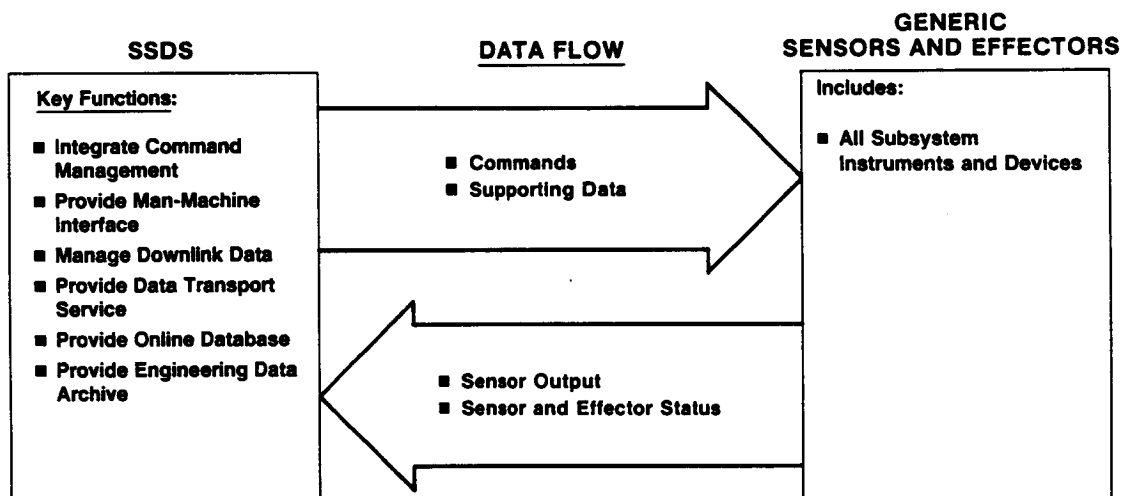 SSDS
Key Functions:
■ Integrate Command
Management
■ Provide Man-Machine
Interface
■ Manage Downlink Data
■ Provide Data Transport
Service
■ Provide Online Database
■ Provide Engineering Data
Archive
DATA FLOW
■ Commands
■ Supporting Data
■ Sensor Output
■ Sensor and Effector Status
GENERIC
SENSORS AND EFFECTORS
Includes:
■ All Subsystem
Instruments and Devices